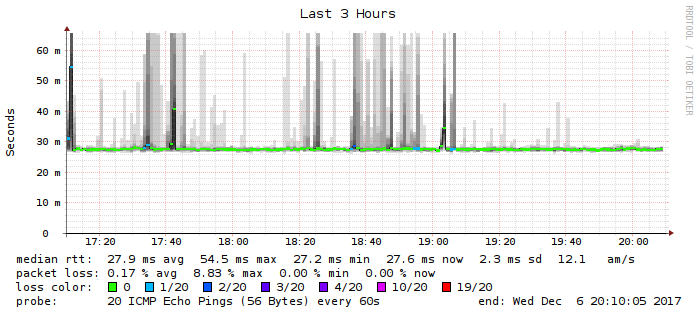 Last 3 Hours
RRDTOOL / TOBI OETIKER
Seconds
60 m
50 m
40 m
30 m
20 m
10 m
0
17:20 17:40 18:00 18:20 18:40 19:00 19:20 19:40 20:00
median rtt: 27.9 ms avg 54.5 ms max 27.2 ms min 27.6 ms now 2.3 ms sd 12.1 am/s
packet loss: 0.17 % avg 8.83 % max 0.00 % min 0.00 % now
loss color: 0 1/20 2/20 3/20 4/20 10/20 19/20
probe: 20 ICMP Echo Pings (56 Bytes) every 60s end: Wed Dec 6 20:10:05 2017